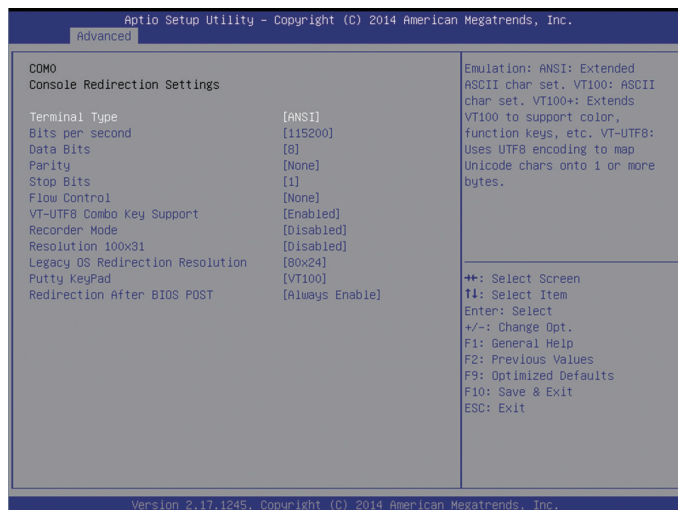 Aptio Setup Utility – Copyright (C) 2014 American Megatrends, Inc.
Advanced
COM0
Console Redirection Settings
Terminal Type [ANSI]
Bits per second [115200]
Data Bits [8]
Parity [None]
Stop Bits [1]
Flow Control [None]
VT-UTF8 Combo Key Support [Enabled]
Recorder Mode [Disabled]
Resolution 100x31 [Disabled]
Legacy OS Redirection Resolution [80x24]
Putty KeyPad [VT100]
Redirection After BIOS POST [Always Enable]
Emulation: ANSI: Extended
ASCII char set. VT100: ASCII
char set. VT100+: Extends
VT100 to support color,
function keys, etc. VT-UTF8:
Uses UTF8 encoding to map
Unicode chars onto 1 or more
bytes.
→←: Select Screen
↑↓: Select Item
Enter: Select
+/-: Change Opt.
F1: General Help
F2: Previous Values
F9: Optimized Defaults
F10: Save & Exit
ESC: Exit
Version 2.17.1245. Copyright (C) 2014 American Megatrends, Inc.